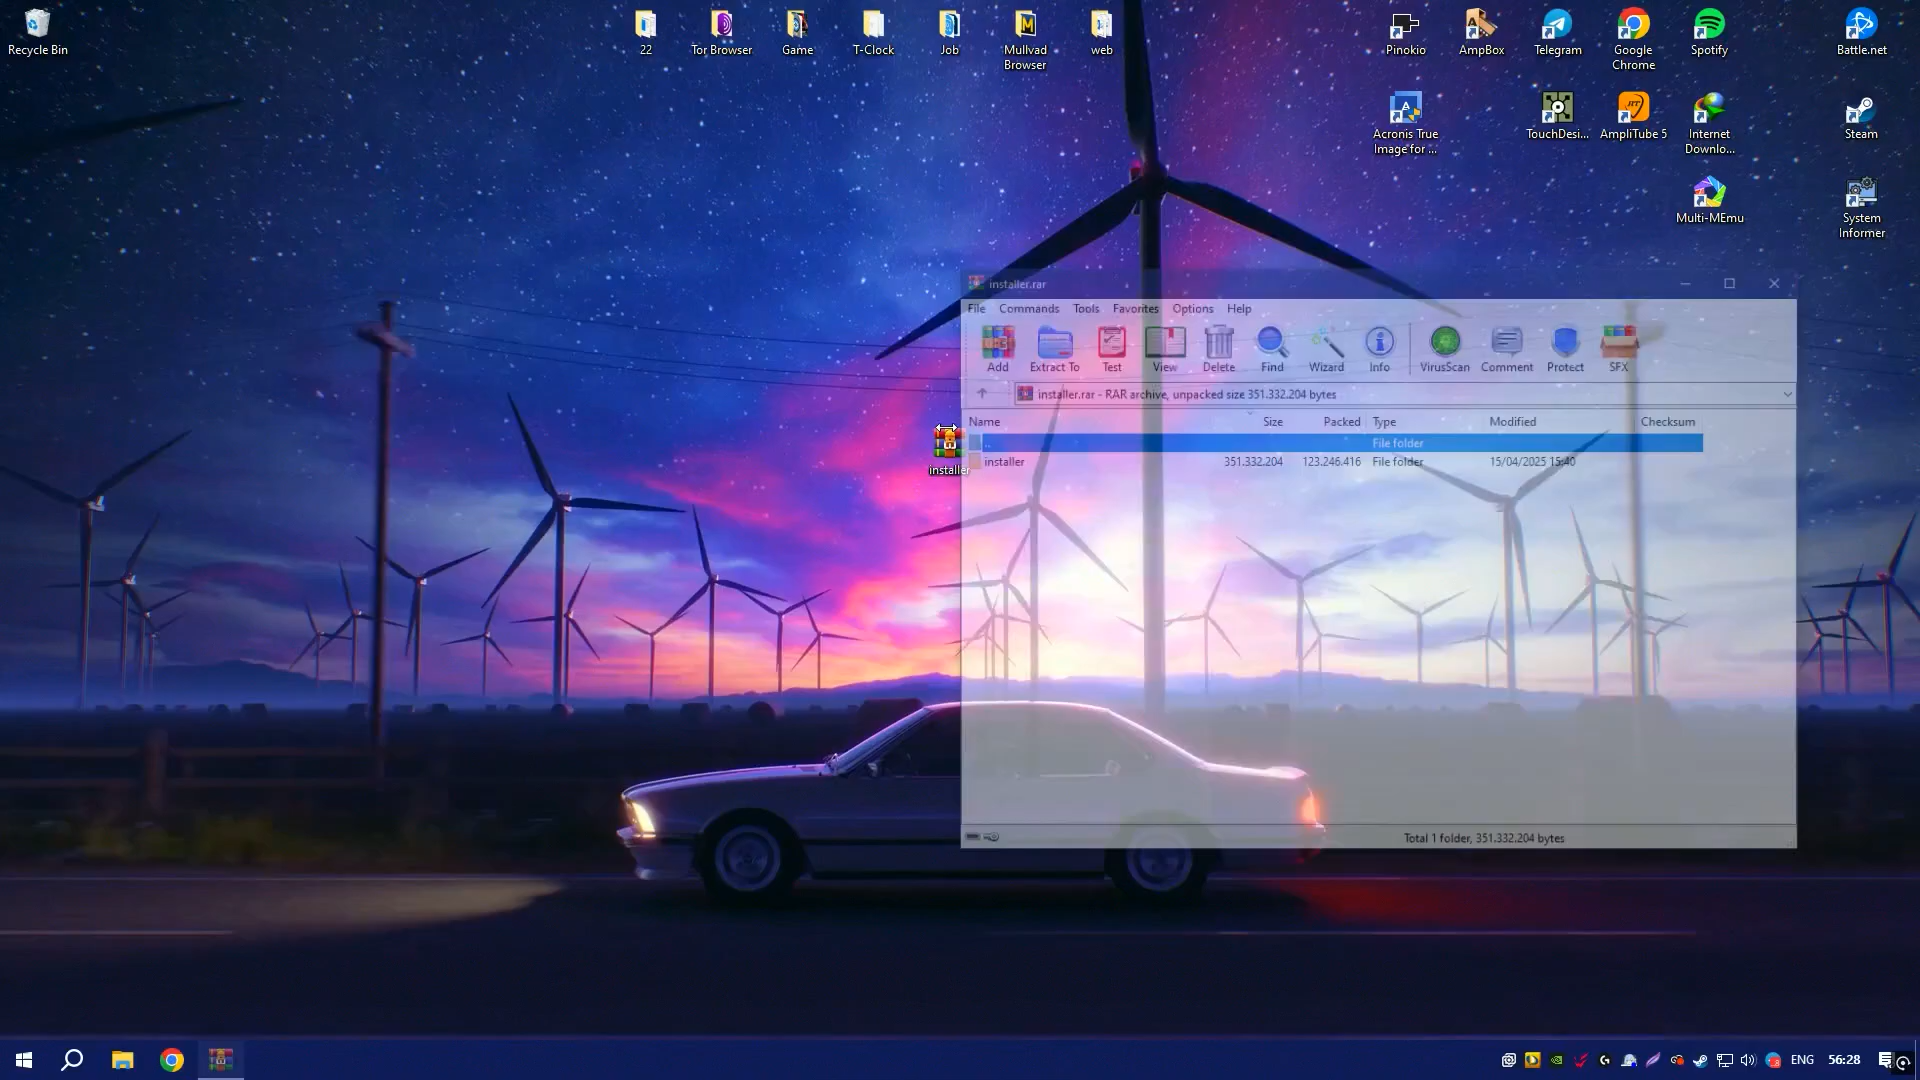 Recycle Bin
22
Tor Browser
Game
T-Clock
Job
Mullvad
Browser
web
Pinokio
AmpBox
Telegram
Google
Chrome
Spotify
Battle.net
Acronis True
Image for ...
TouchDesi...
AmpliTube 5
Internet
Downlo...
Steam
Multi-MEmu
System
Informer
installer
installer.rar
File Commands Tools Favorites Options Help
Add Extract To Test View Delete Find Wizard Info VirusScan Comment Protect SFX
installer.rar - RAR archive, unpacked size 351.332.204 bytes
Name Size Packed Type Modified Checksum
.. File folder
installer 351.332.204 123.246.416 File folder 15/04/2025 15:40
Total 1 folder, 351.332.204 bytes
ENG 56:28